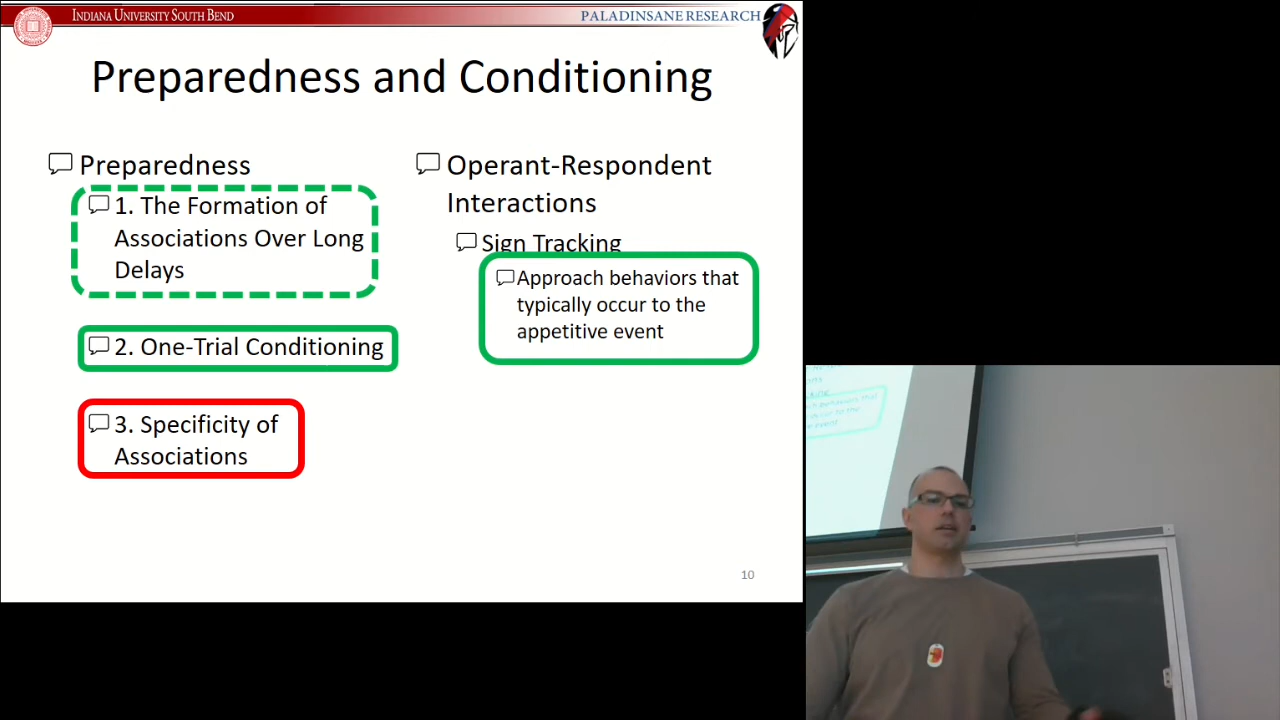 INDIANA UNIVERSITY SOUTH BEND
PALADINSANE RESEARCH
Preparedness and Conditioning
Preparedness
1. The Formation of
Associations Over Long
Delays
2. One-Trial Conditioning
3. Specificity of
Associations
Operant-Respondent
Interactions
Sign Tracking
Approach behaviors that
typically occur to the
appetitive event
10